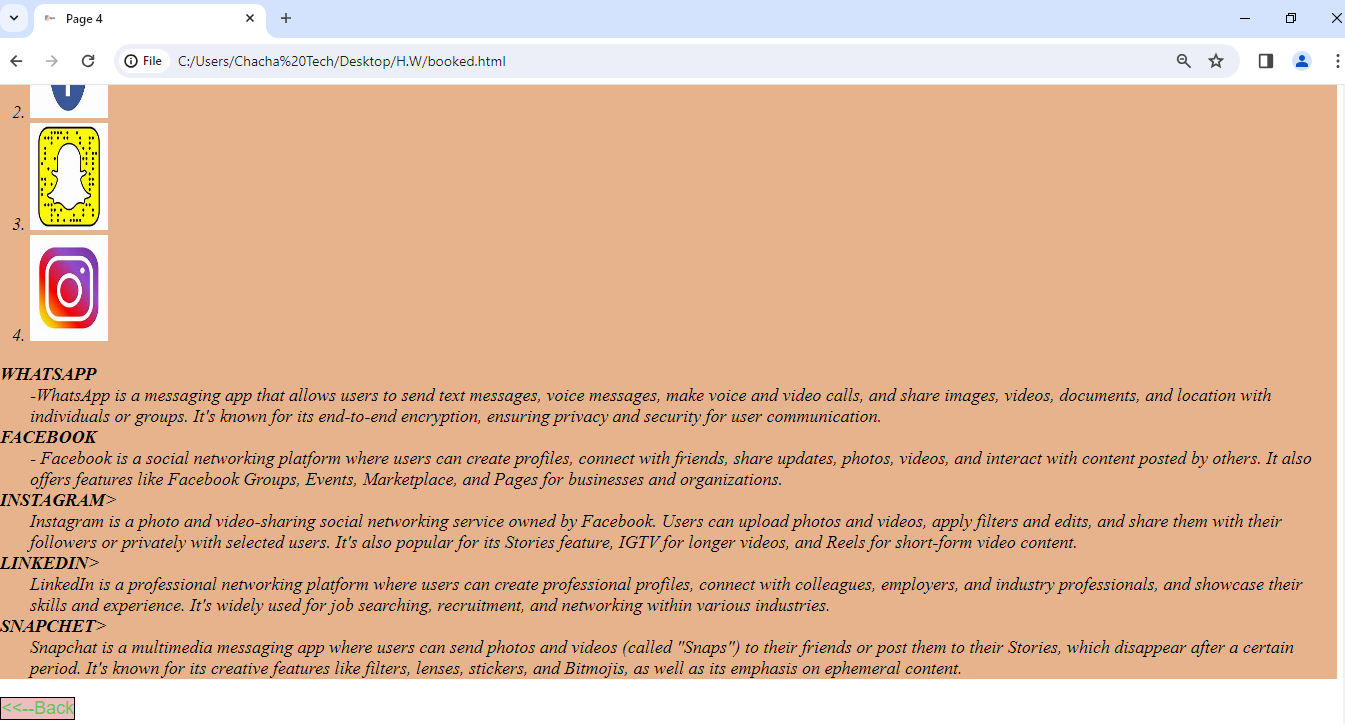 Page 4
File
C:/Users/Chacha%20Tech/Desktop/H.W/booked.html
2.
3.
4.
WHATSAPP
-WhatsApp is a messaging app that allows users to send text messages, voice messages, make voice and video calls, and share images, videos, documents, and location with
individuals or groups. It's known for its end-to-end encryption, ensuring privacy and security for user communication.
FACEBOOK
- Facebook is a social networking platform where users can create profiles, connect with friends, share updates, photos, videos, and interact with content posted by others. It also
offers features like Facebook Groups, Events, Marketplace, and Pages for businesses and organizations.
INSTAGRAM>
Instagram is a photo and video-sharing social networking service owned by Facebook. Users can upload photos and videos, apply filters and edits, and share them with their
followers or privately with selected users. It's also popular for its Stories feature, IGTV for longer videos, and Reels for short-form video content.
LINKEDIN>
LinkedIn is a professional networking platform where users can create professional profiles, connect with colleagues, employers, and industry professionals, and showcase their
skills and experience. It's widely used for job searching, recruitment, and networking within various industries.
SNAPCHET>
Snapchat is a multimedia messaging app where users can send photos and videos (called "Snaps") to their friends or post them to their Stories, which disappear after a certain
period. It's known for its creative features like filters, lenses, stickers, and Bitmojis, as well as its emphasis on ephemeral content.
<<--Back